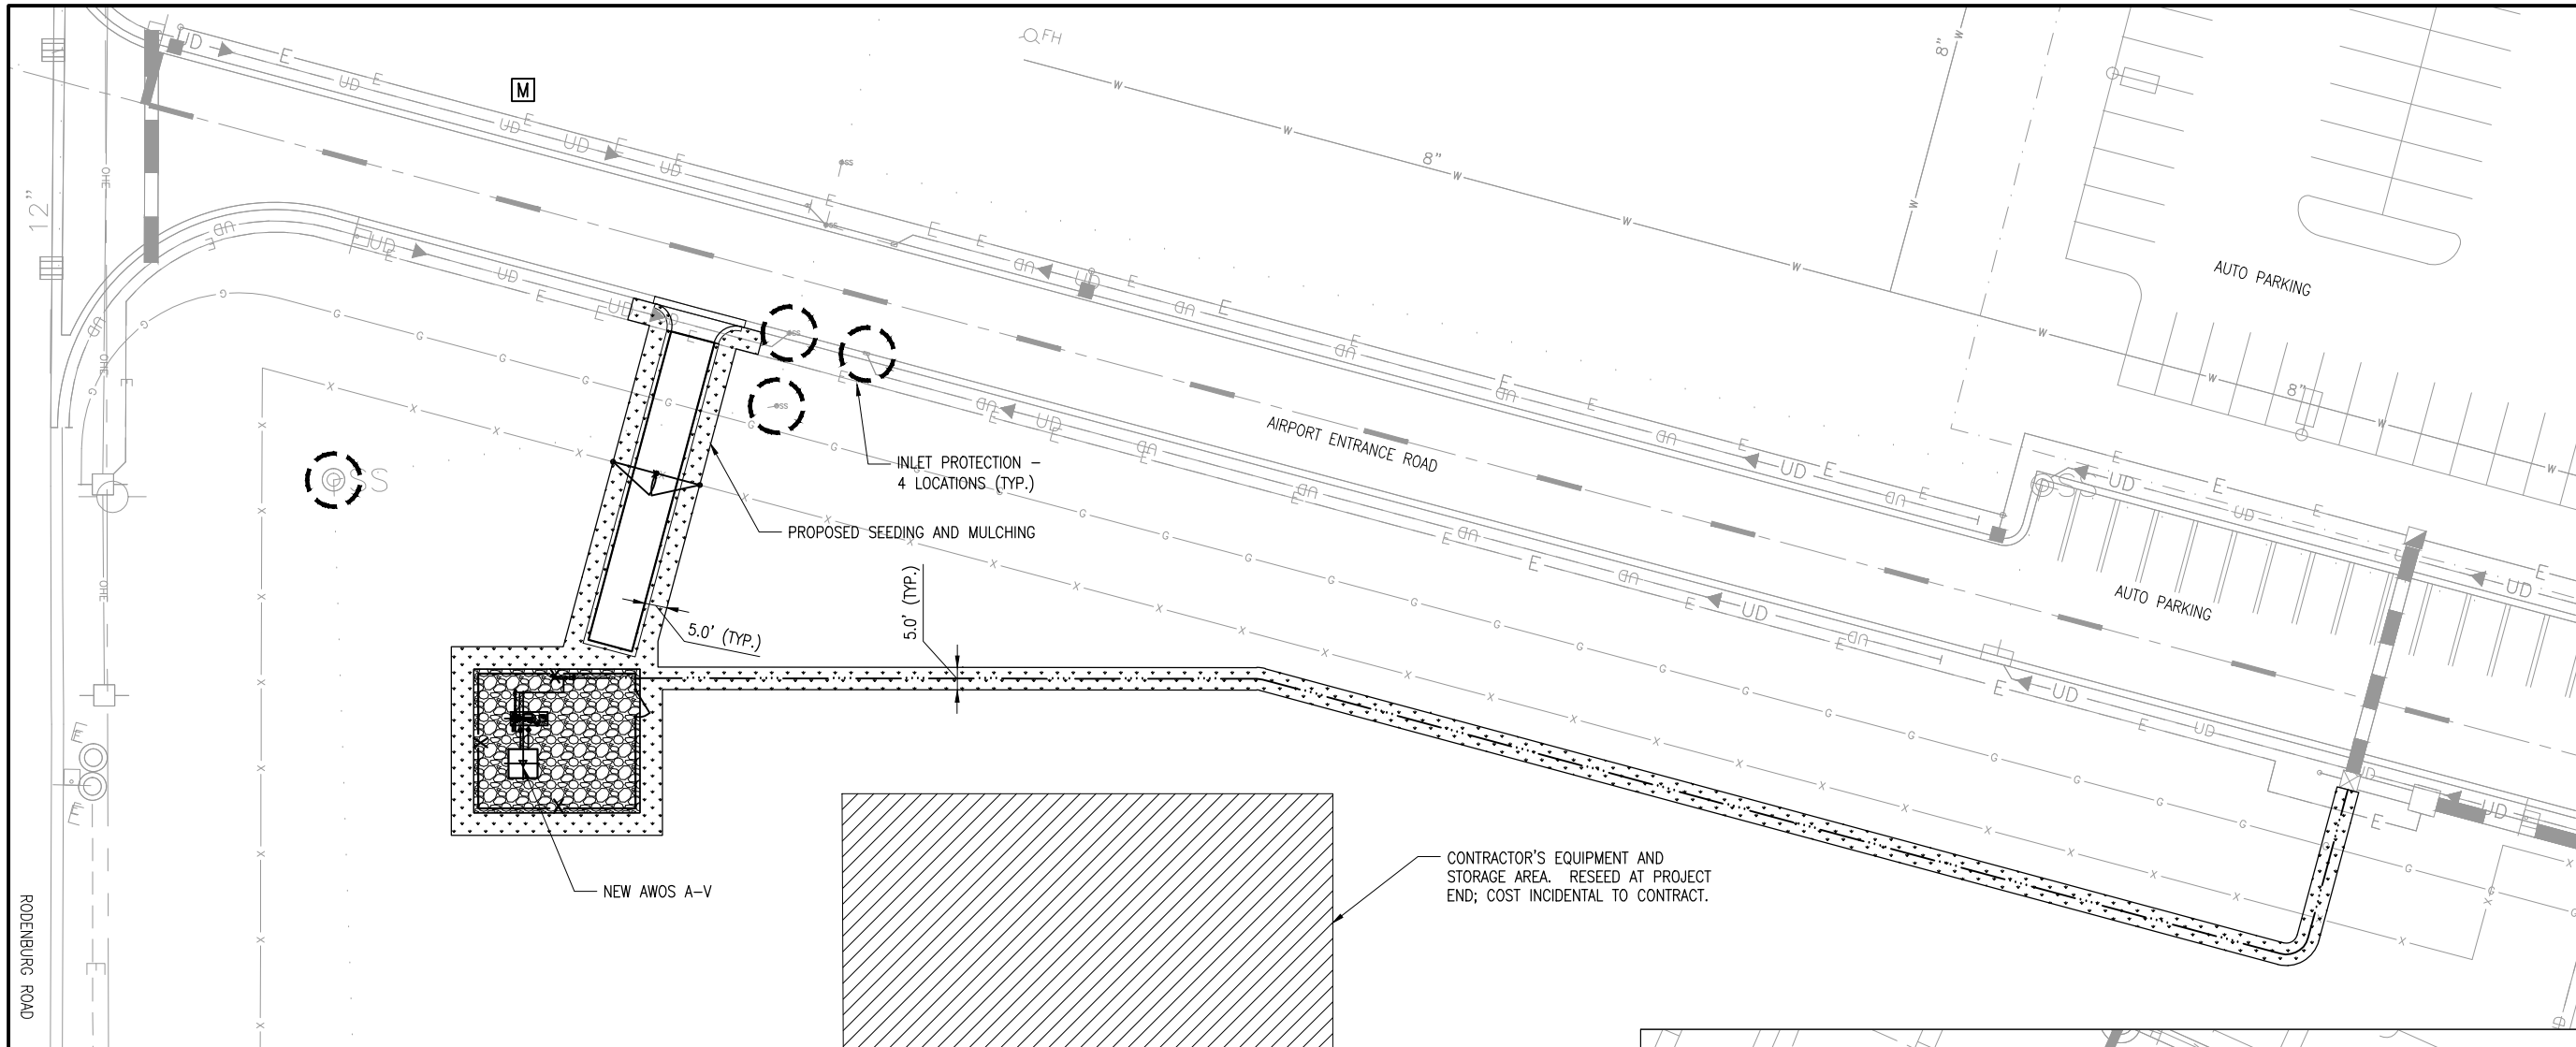 M
FH
8"
8"
8"
12"
AUTO PARKING
AIRPORT ENTRANCE ROAD
INLET PROTECTION –
4 LOCATIONS (TYP.)
SS
SS
PROPOSED SEEDING AND MULCHING
5.0' (TYP.)
5.0' (TYP.)
AUTO PARKING
NEW AWOS A–V
CONTRACTOR'S EQUIPMENT AND
STORAGE AREA. RESEED AT PROJECT
END; COST INCIDENTAL TO CONTRACT.
RODENBURG ROAD